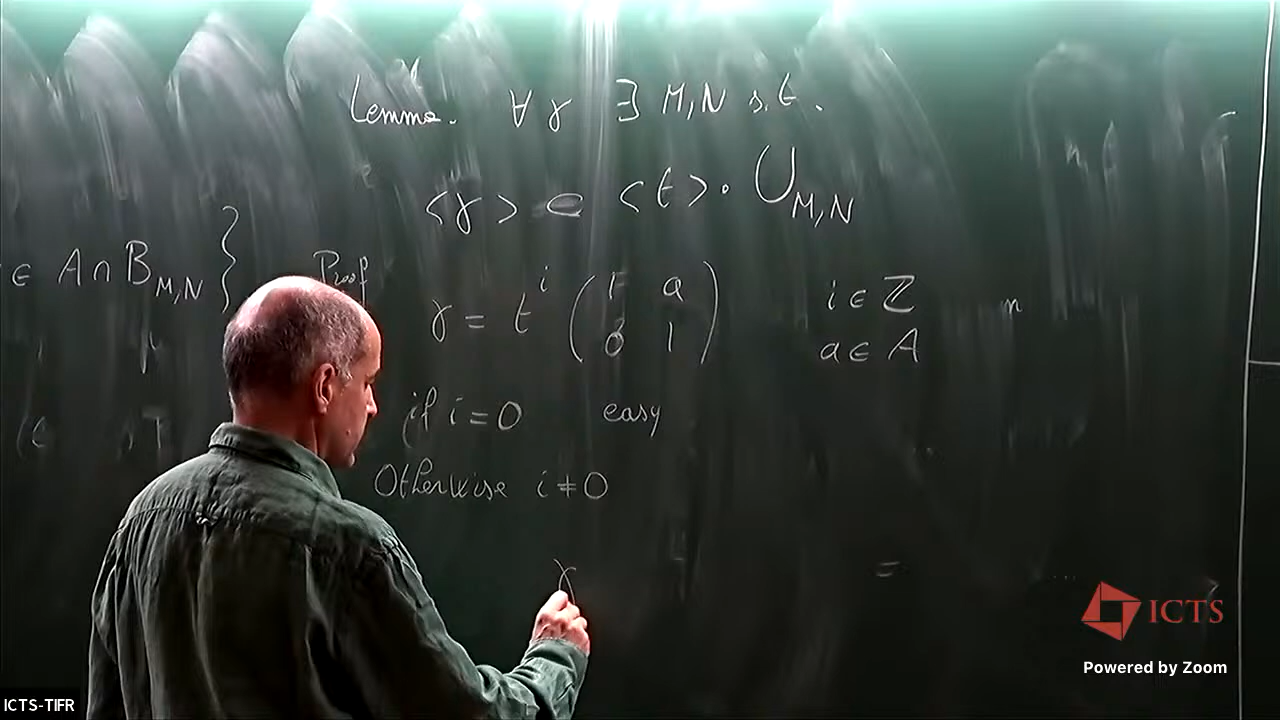 Lemma. ∀ γ ∃ M,N s.t.
<γ> ⊂ <t> · U_{M,N}
∈ A ∩ B_{M,N} }
Proof
γ = t^i ( 1 a
0 1 ) i ∈ ℤ
a ∈ A
if i = 0 easy
Otherwise i ≠ 0
γ
ICTS
Powered by Zoom
ICTS-TIFR